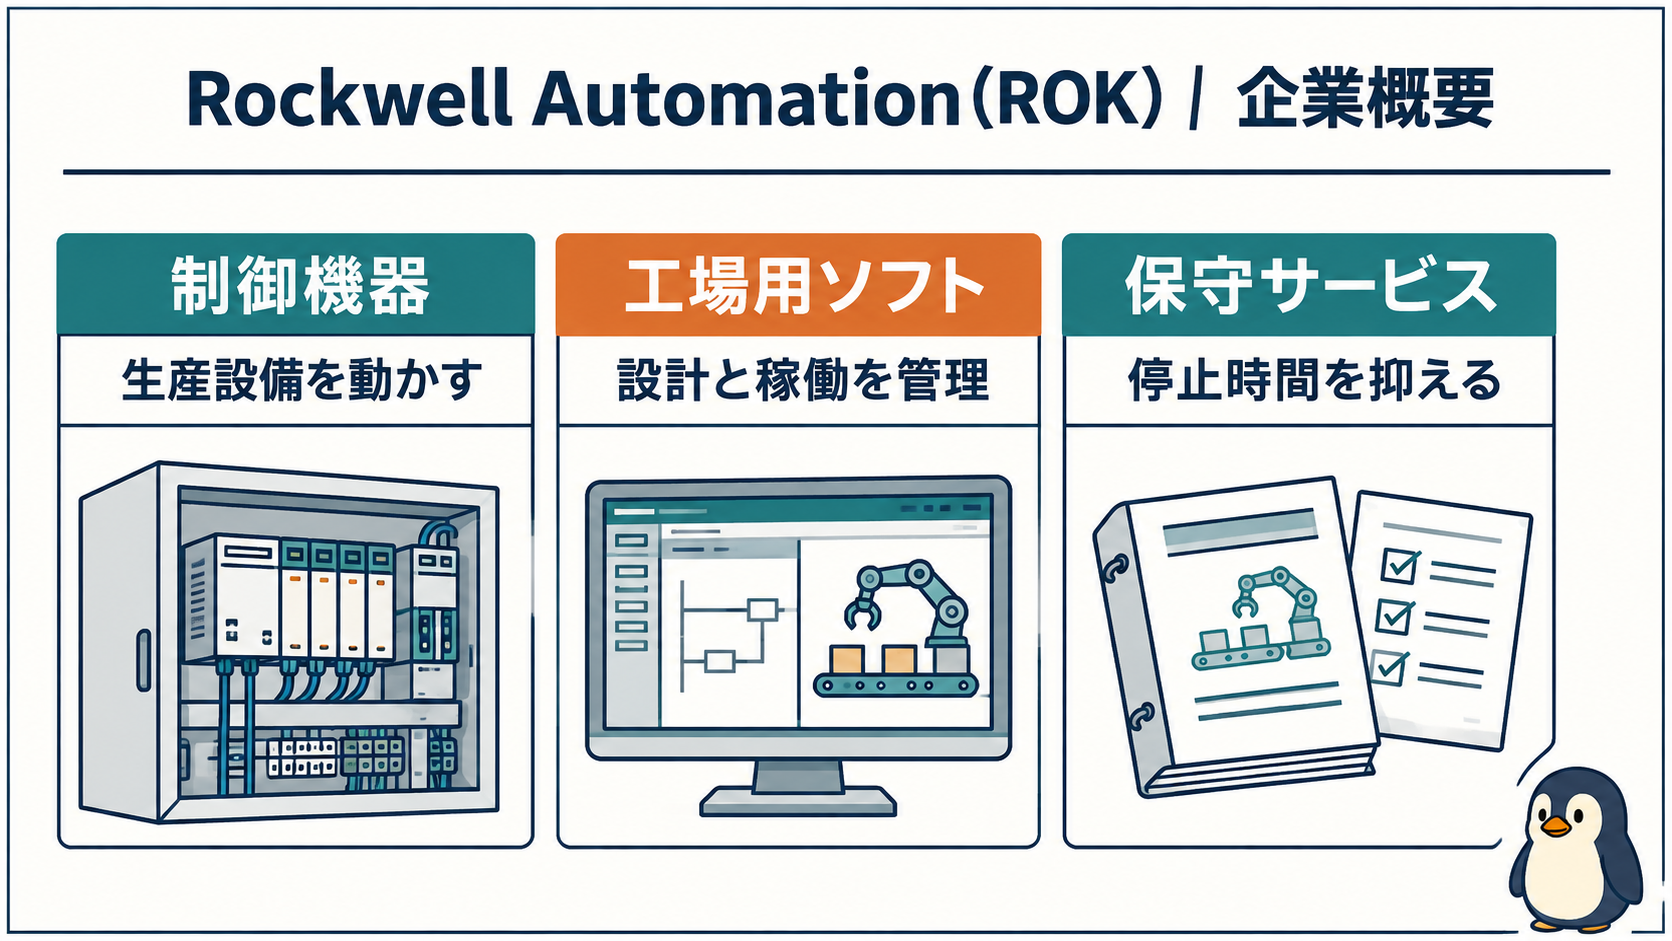 Rockwell Automation（ROK） / 企業概要
制御機器
生産設備を動かす
工場用ソフト
設計と稼働を管理
保守サービス
停止時間を抑える